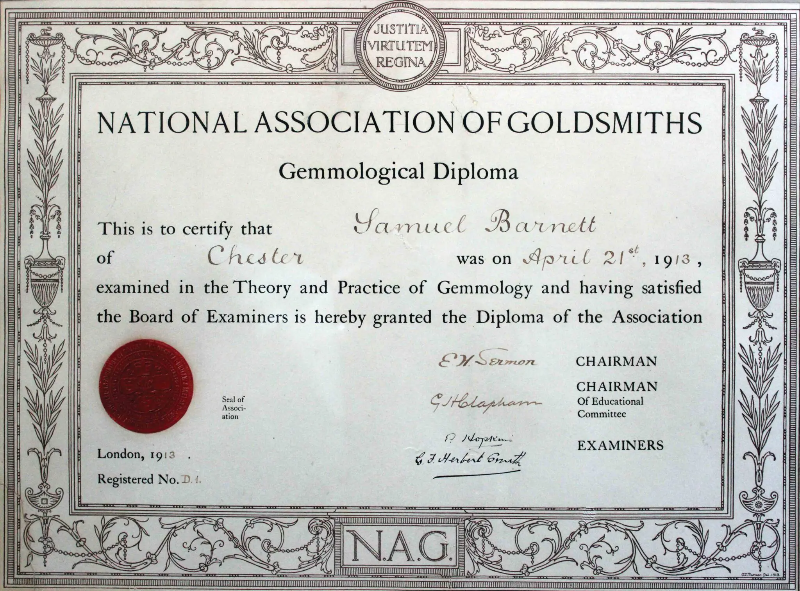 JUSTITIA
VIRTUTEM
REGINA
NATIONAL ASSOCIATION OF GOLDSMITHS
Gemmological Diploma
This is to certify that Samuel Barnett
of Chester was on April 21st, 1913,
examined in the Theory and Practice of Gemmology and having satisfied
the Board of Examiners is hereby granted the Diploma of the Association
E W Sermon CHAIRMAN
G H Clapham CHAIRMAN
Of Educational
Committee
Seal of
Associ-
ation
P. Hopkins
G F Herbert Smith EXAMINERS
London, 1913.
Registered No. D.1.
N.A.G.